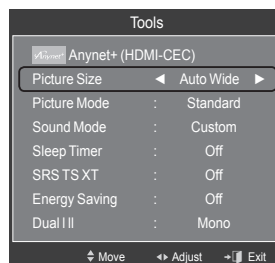 Tools
Anynet+ Anynet+ (HDMI-CEC)
Picture Size ◄ Auto Wide ►
Picture Mode : Standard
Sound Mode : Custom
Sleep Timer : Off
SRS TS XT : Off
Energy Saving : Off
Dual l ll : Mono
Move Adjust Exit